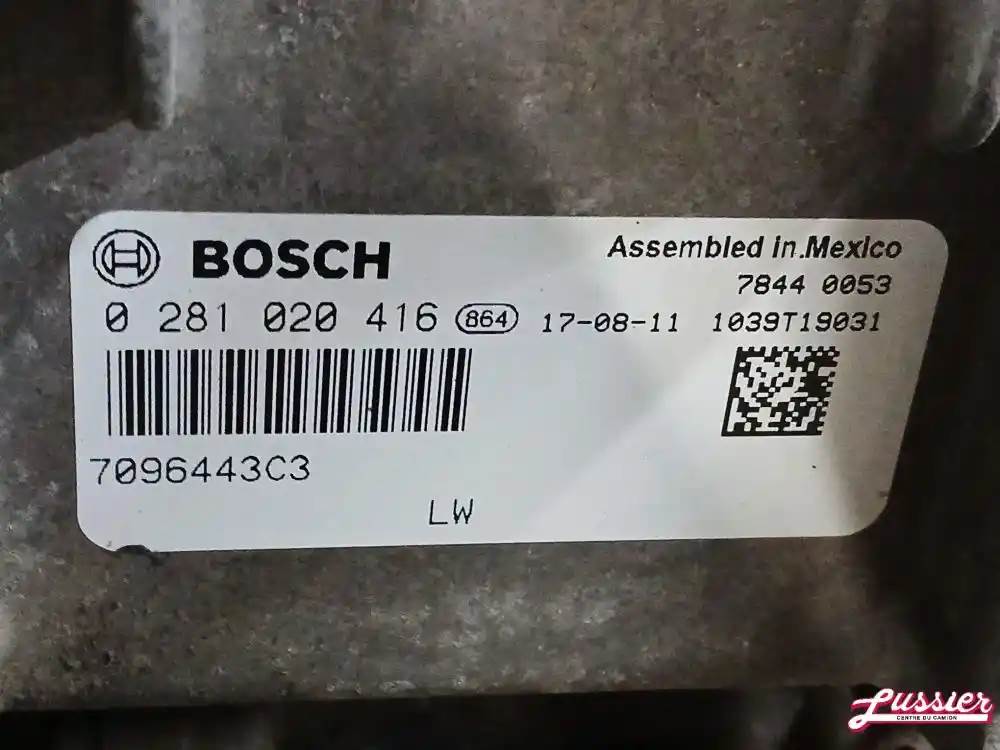 BOSCH
Assembled in.Mexico
7844 0053
0 281 020 416 864 17-08-11 1039T19031
7096443C3
LW
Lussier
CENTRE DU CAMION